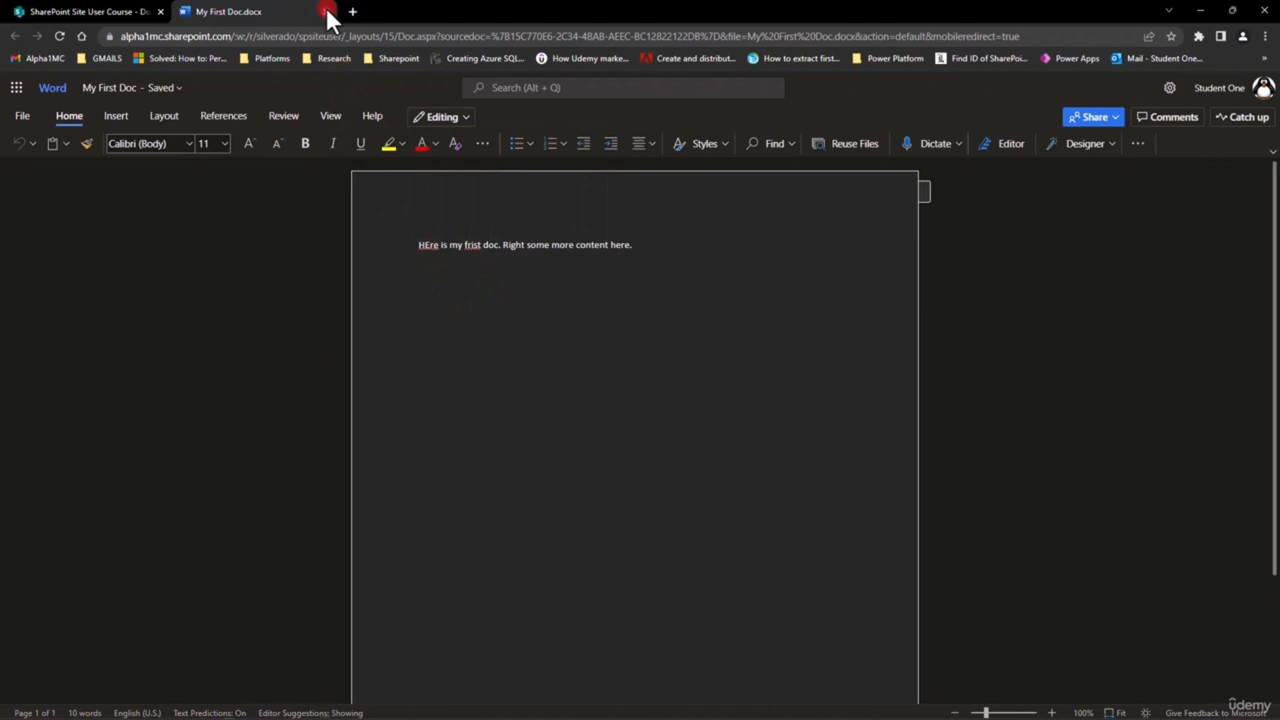 SharePoint Site User Course - Do
My First Doc.docx
alpha1mc.sharepoint.com/:w:/r/silverado/spsiteuser/_layouts/15/Doc.aspx?sourcedoc=%7B15C770E6-2C34-4BAB-AEEC-BC12822122DB%7D&file=My%20First%20Doc.docx&action=default&mobileredirect=true
Alpha1MC GMAILS Solved: How to: Per... Platforms Research Sharepoint Creating Azure SQL... How Udemy marke... Create and distribut... How to extract first... Power Platform Find ID of SharePoi... Power Apps Mail - Student One... »
Word My First Doc - Saved Search (Alt + Q) Student One
File Home Insert Layout References Review View Help Editing Share Comments Catch up
Calibri (Body) 11 A A B I U A A Styles Find Reuse Files Dictate Editor Designer
HEre is my frist doc. Right some more content here.
Page 1 of 1 10 words English (U.S.) Text Predictions: On Editor Suggestions: Showing 100% Fit Give Feedback to Microsoft
udemy